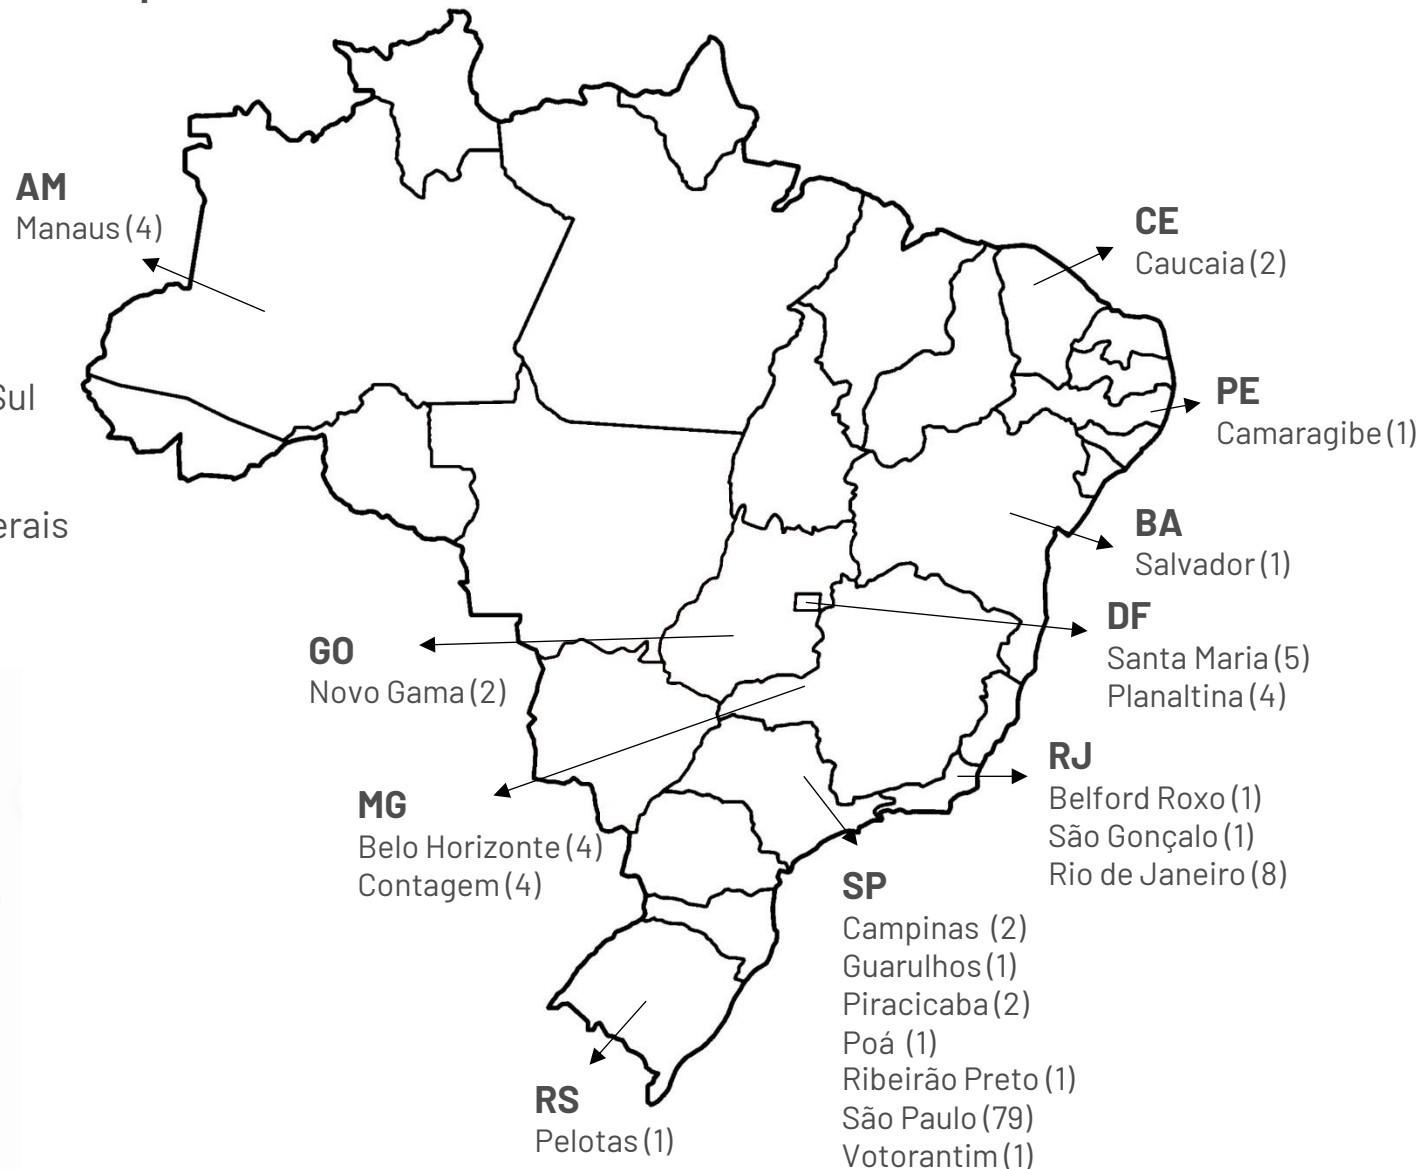 AM
Manaus (4)
CE
Caucaia (2)
Sul
PE
Camaragibe (1)
erais
BA
Salvador (1)
DF
Santa Maria (5)
Planaltina (4)
GO
Novo Gama (2)
RJ
Belford Roxo (1)
São Gonçalo (1)
Rio de Janeiro (8)
MG
Belo Horizonte (4)
Contagem (4)
SP
Campinas (2)
Guarulhos (1)
Piracicaba (2)
Poá (1)
Ribeirão Preto (1)
São Paulo (79)
Votorantim (1)
RS
Pelotas (1)